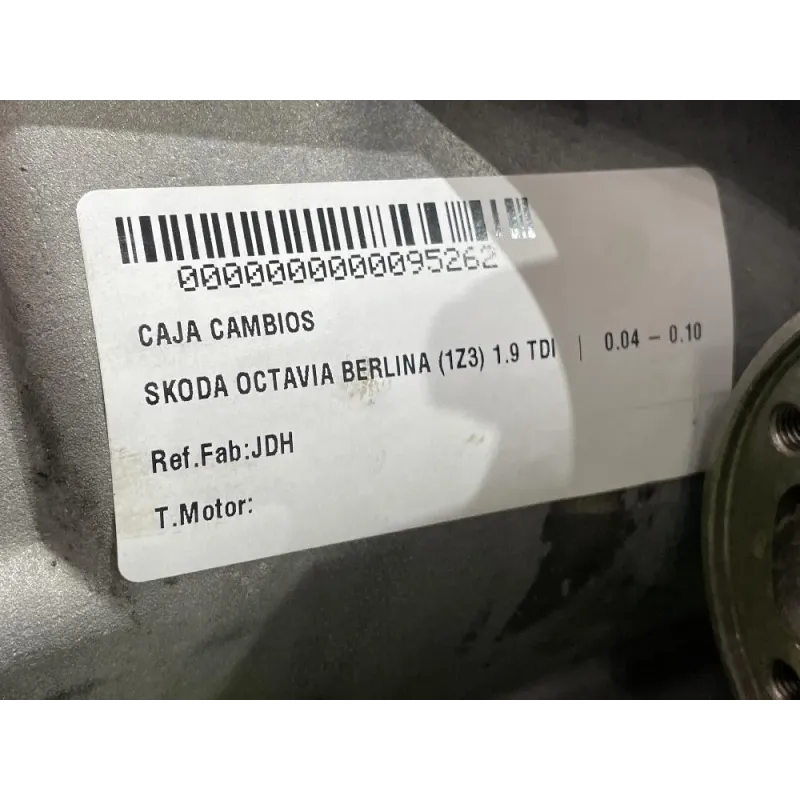 0000000000095262
CAJA CAMBIOS
SKODA OCTAVIA BERLINA (1Z3) 1.9 TDI | 0.04 – 0.10
Ref.Fab:JDH
T.Motor: